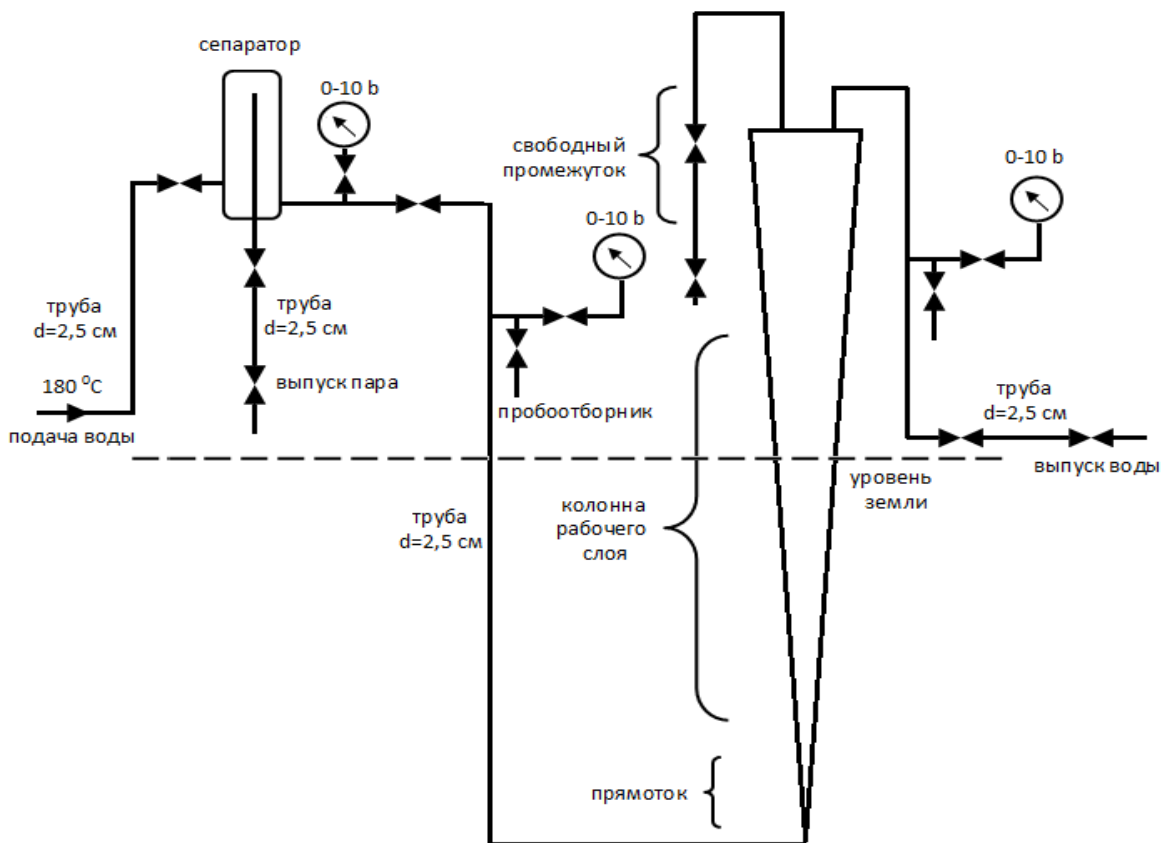 сепаратор
0-10 b
свободный
промежуток
0-10 b
0-10 b
труба
d=2,5 см
труба
d=2,5 см
180 °C
подача воды
выпуск пара
пробоотборник
труба
d=2,5 см
выпуск воды
уровень
земли
колонна
рабочего
слоя
труба
d=2,5 см
прямоток